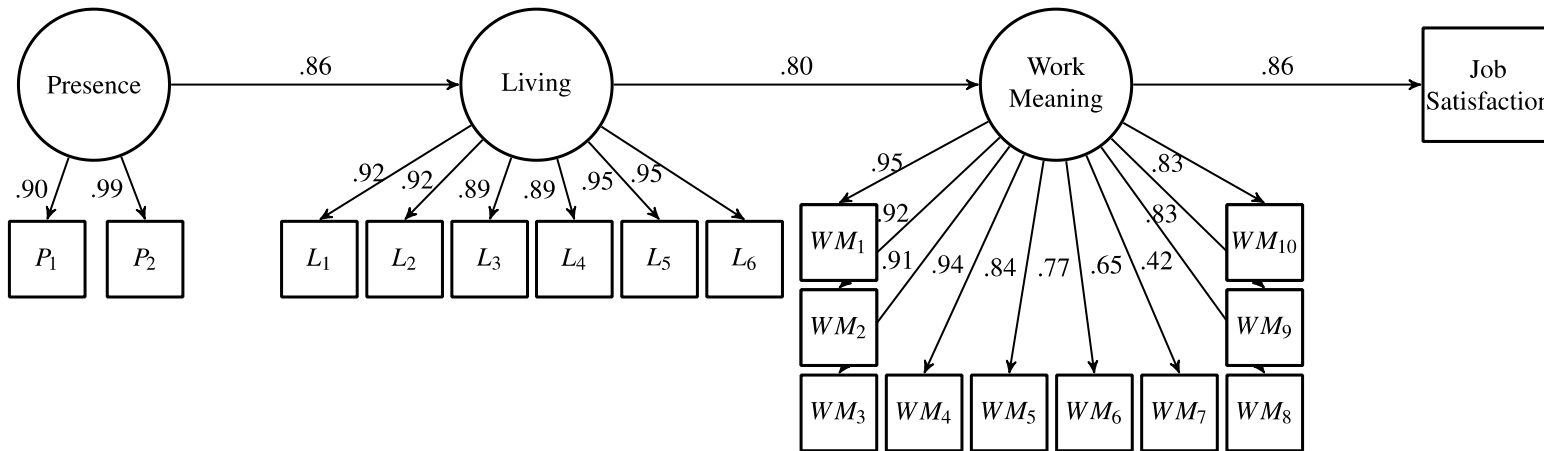 Presence
.86
Living
.80
Work
Meaning
.86
Job
Satisfaction
.90
.99
.92
.92
.89
.89
.95
.95
.95
.92
.91
.94
.84
.77
.65
.42
.83
.83
P1
P2
L1
L2
L3
L4
L5
L6
WM1
WM10
WM2
WM9
WM3
WM4
WM5
WM6
WM7
WM8